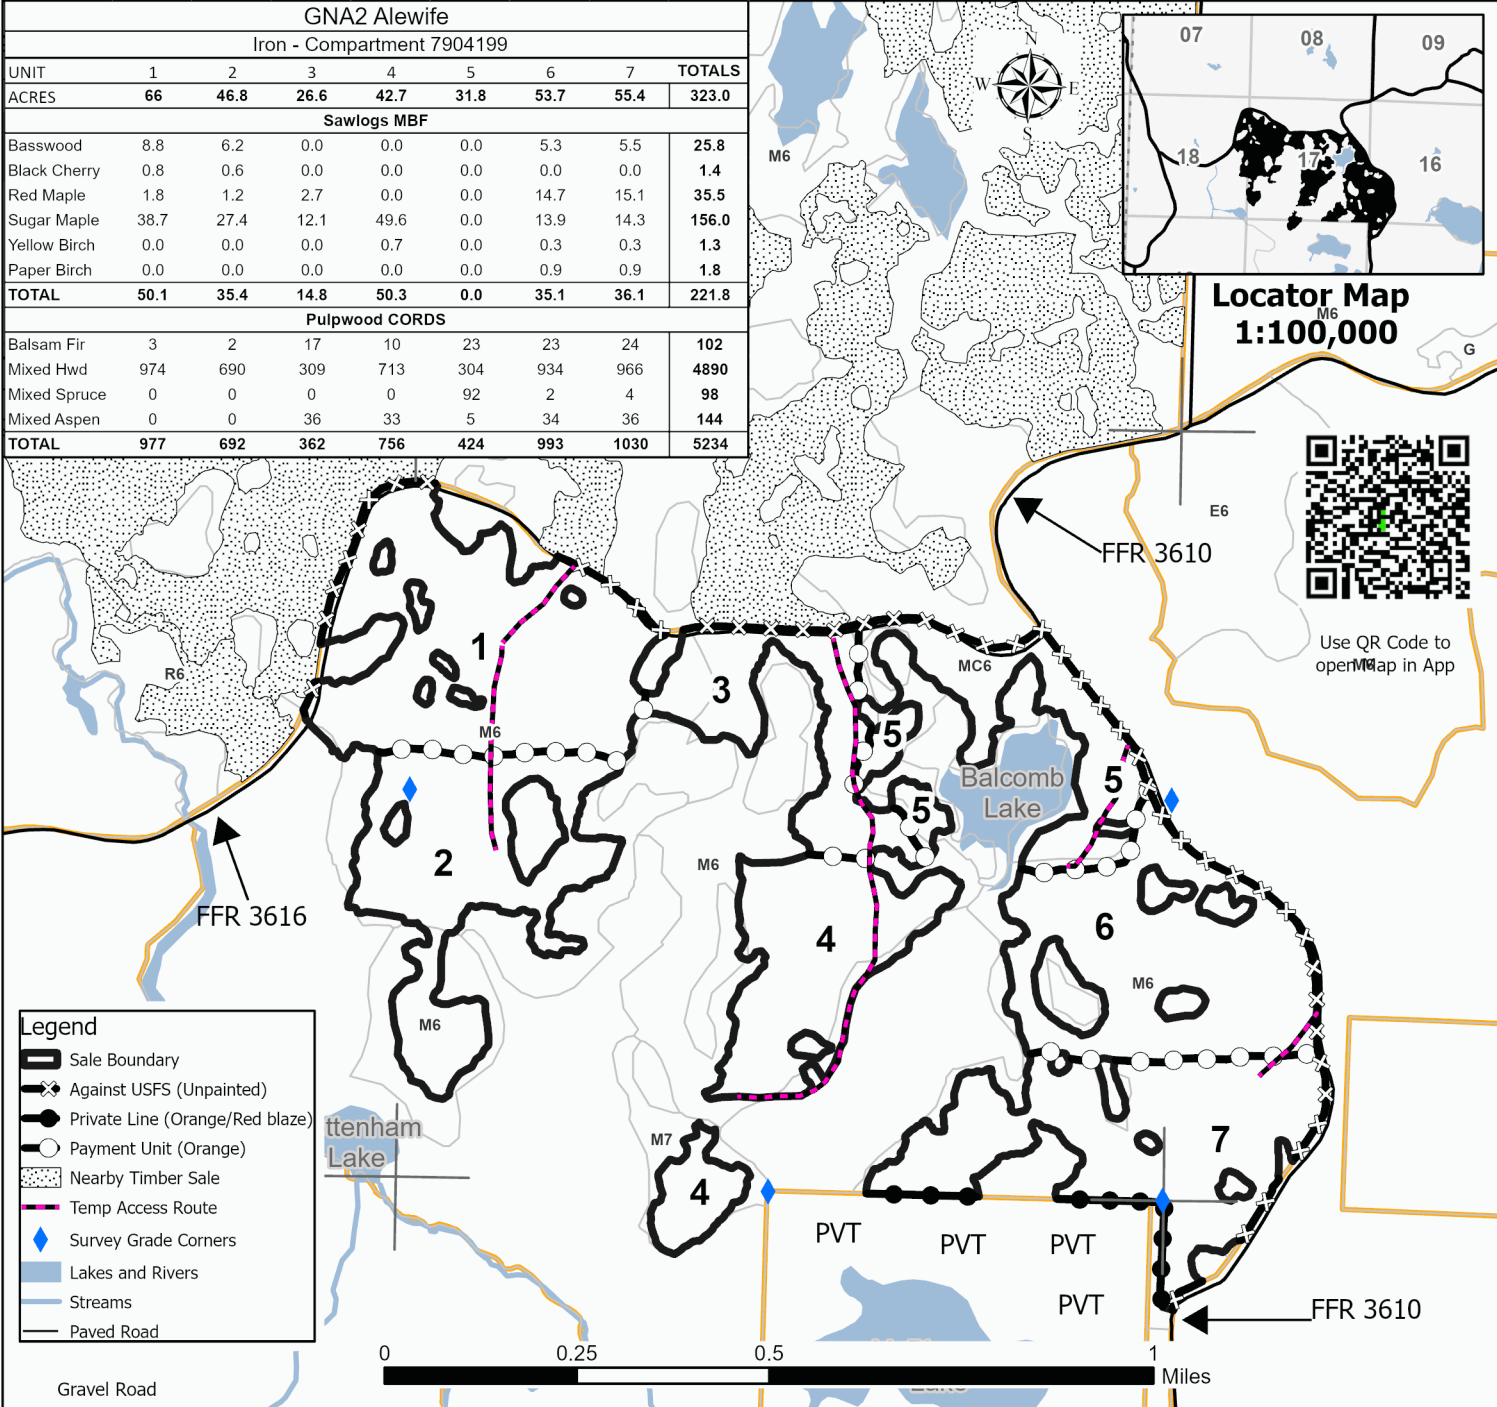 GNA2 Alewife
Iron - Compartment 7904199
UNIT 1 2 3 4 5 6 7 TOTALS
ACRES 66 46.8 26.6 42.7 31.8 53.7 55.4 323.0
Sawlogs MBF
Basswood 8.8 6.2 0.0 0.0 0.0 5.3 5.5 25.8
Black Cherry 0.8 0.6 0.0 0.0 0.0 0.0 0.0 1.4
Red Maple 1.8 1.2 2.7 0.0 0.0 14.7 15.1 35.5
Sugar Maple 38.7 27.4 12.1 49.6 0.0 13.9 14.3 156.0
Yellow Birch 0.0 0.0 0.0 0.7 0.0 0.3 0.3 1.3
Paper Birch 0.0 0.0 0.0 0.0 0.0 0.9 0.9 1.8
TOTAL 50.1 35.4 14.8 50.3 0.0 35.1 36.1 221.8
Pulpwood CORDS
Balsam Fir 3 2 17 10 23 23 24 102
Mixed Hwd 974 690 309 713 304 934 966 4890
Mixed Spruce 0 0 0 0 92 2 4 98
Mixed Aspen 0 0 36 33 5 34 36 144
TOTAL 977 692 362 756 424 993 1030 5234
N
W E
S
M6
07 08 09
18 17 16
Locator Map
M6
1:100,000
G
E6
FFR 3610
Use QR Code to
open Map in App
M6
R6
1
M6
3
MC6
5
5
5
Balcomb
Lake
2
M6
FFR 3616
4
6
M6
M6
7
M7
4
ttenham
Lake
PVT
PVT
PVT
PVT
FFR 3610
Legend
Sale Boundary
Against USFS (Unpainted)
Private Line (Orange/Red blaze)
Payment Unit (Orange)
Nearby Timber Sale
Temp Access Route
Survey Grade Corners
Lakes and Rivers
Streams
Paved Road
Gravel Road
0 0.25 0.5 1
Miles
Lake